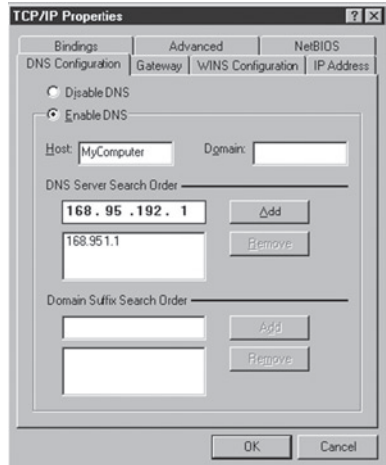 TCP/IP Properties ? X
Bindings Advanced NetBIOS
DNS Configuration Gateway WINS Configuration IP Address
Disable DNS
Enable DNS
Host: MyComputer Domain:
DNS Server Search Order
168.95.192.1 Add
168.951.1 Remove
Domain Suffix Search Order
Add
Remove
OK Cancel